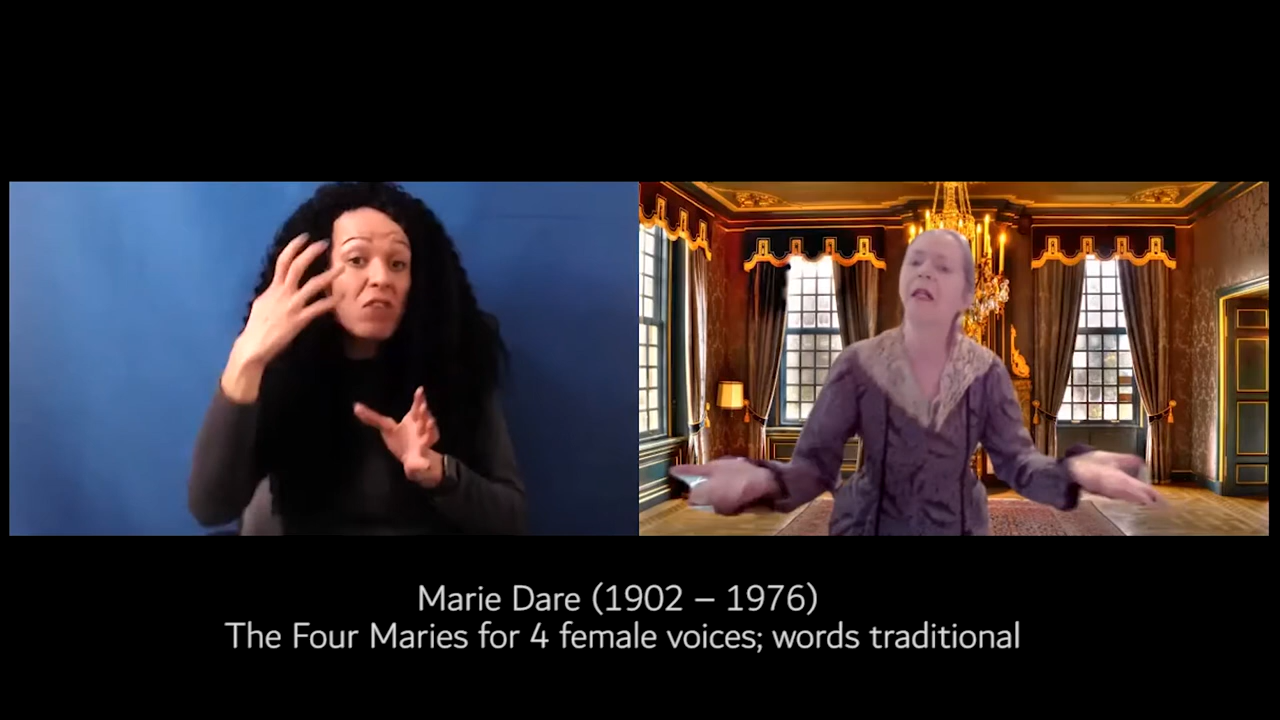 Marie Dare (1902 – 1976)
The Four Maries for 4 female voices; words traditional